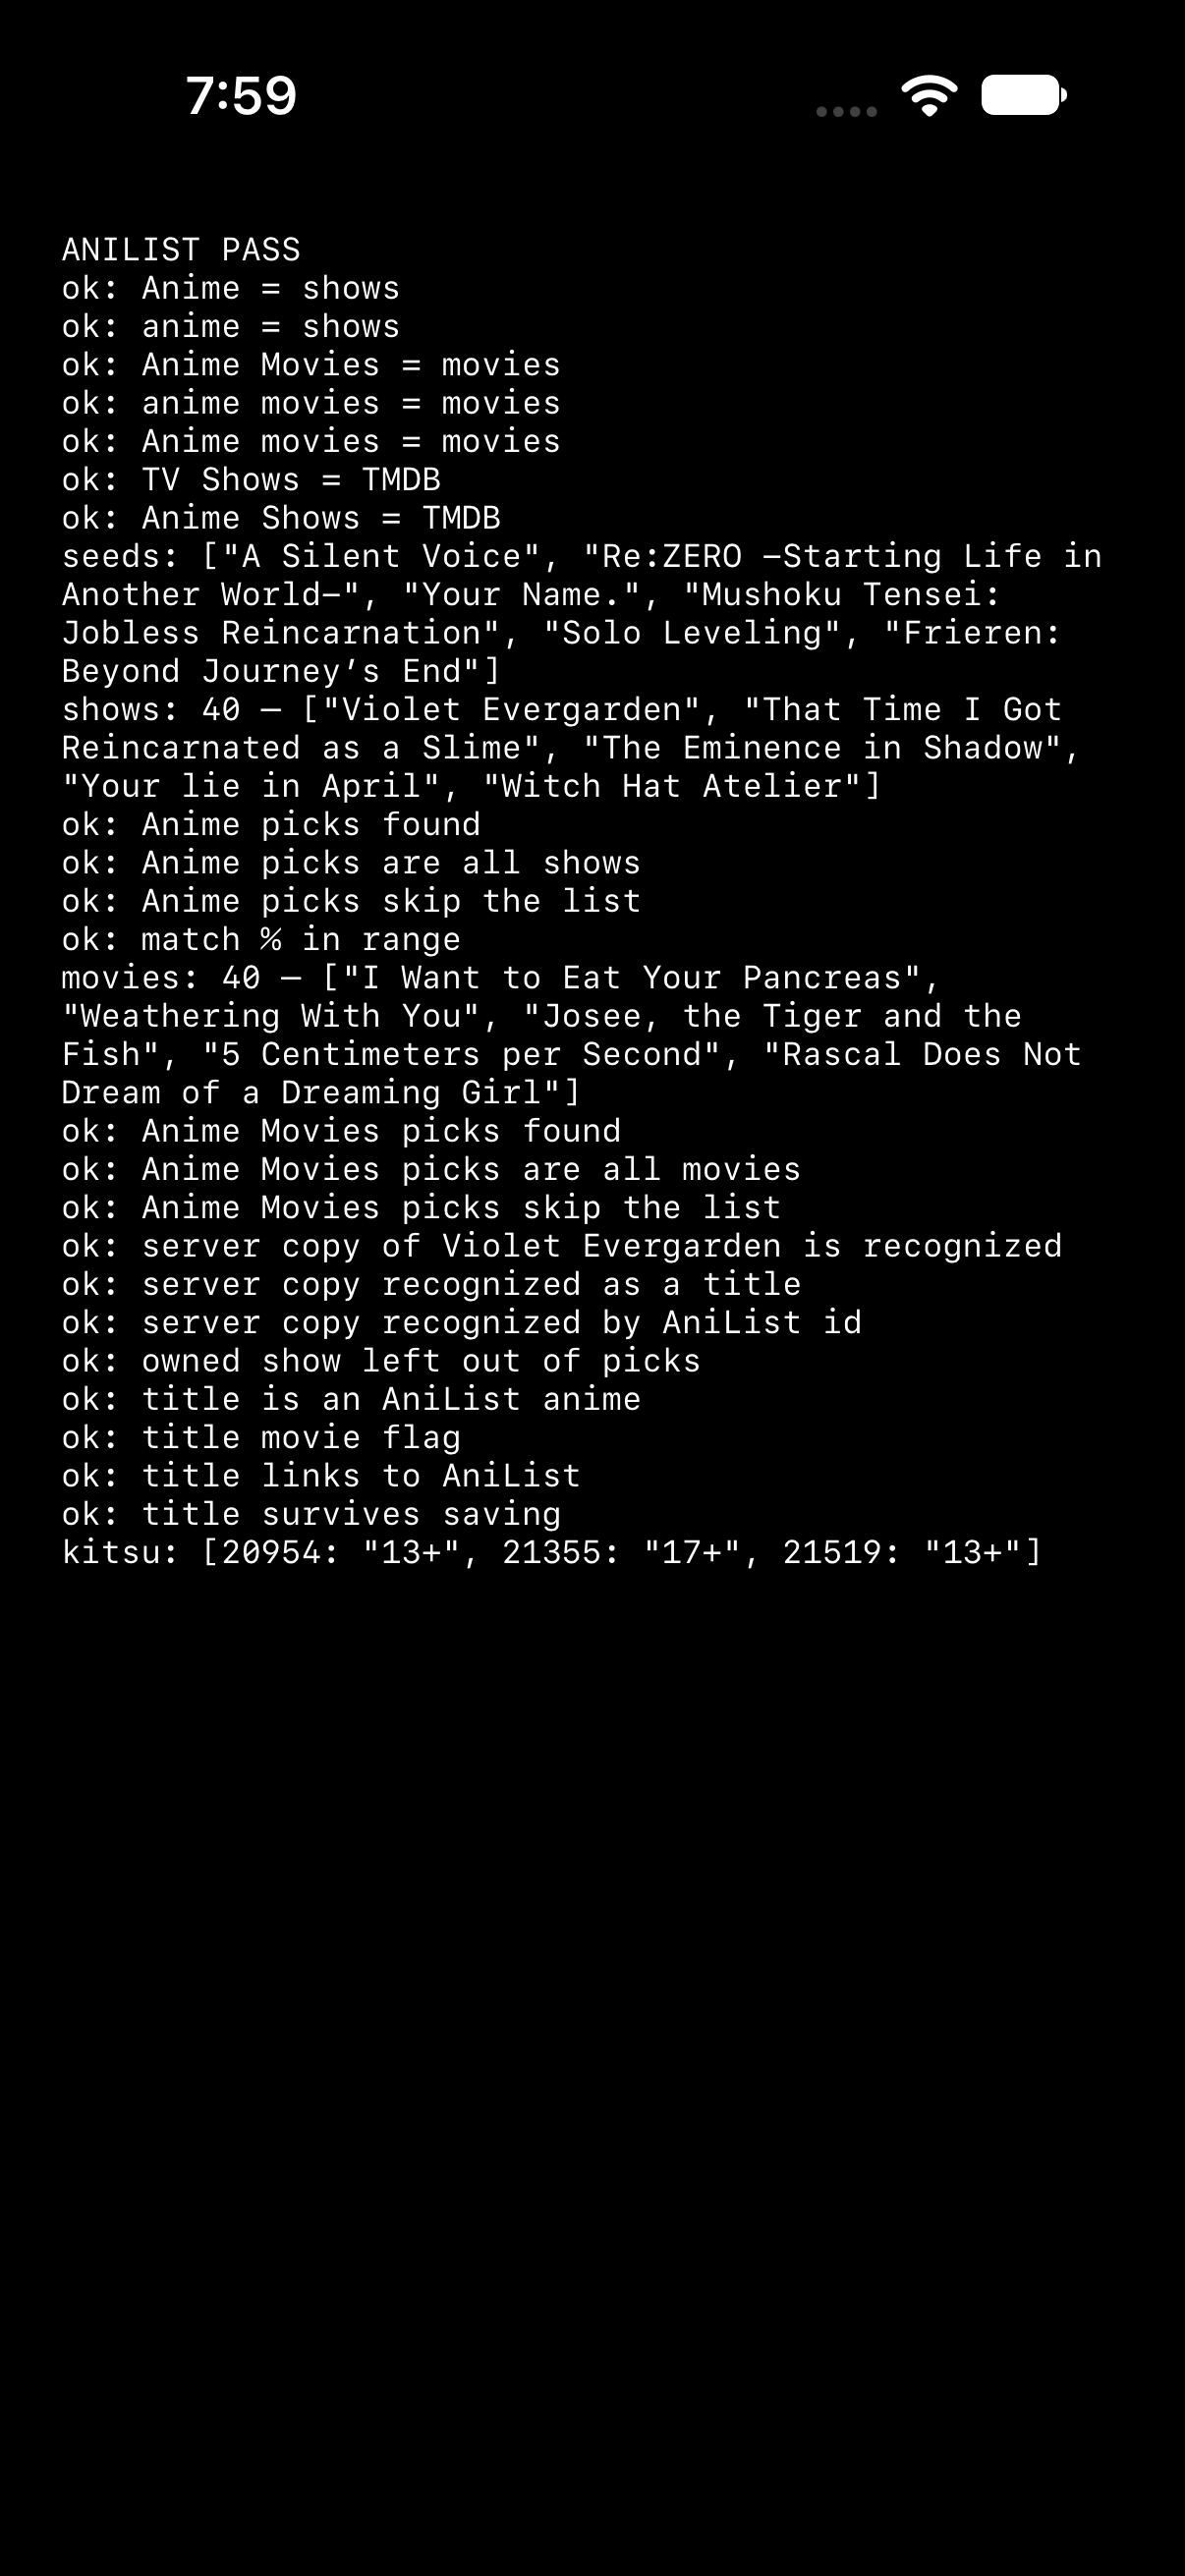 7:59
ANILIST PASS
ok: Anime = shows
ok: anime = shows
ok: Anime Movies = movies
ok: anime movies = movies
ok: Anime movies = movies
ok: TV Shows = TMDB
ok: Anime Shows = TMDB
seeds: ["A Silent Voice", "Re:ZERO −Starting Life in
Another World−", "Your Name.", "Mushoku Tensei:
Jobless Reincarnation", "Solo Leveling", "Frieren:
Beyond Journey’s End"]
shows: 40 — ["Violet Evergarden", "That Time I Got
Reincarnated as a Slime", "The Eminence in Shadow",
"Your lie in April", "Witch Hat Atelier"]
ok: Anime picks found
ok: Anime picks are all shows
ok: Anime picks skip the list
ok: match % in range
movies: 40 — ["I Want to Eat Your Pancreas",
"Weathering With You", "Josee, the Tiger and the
Fish", "5 Centimeters per Second", "Rascal Does Not
Dream of a Dreaming Girl"]
ok: Anime Movies picks found
ok: Anime Movies picks are all movies
ok: Anime Movies picks skip the list
ok: server copy of Violet Evergarden is recognized
ok: server copy recognized as a title
ok: server copy recognized by AniList id
ok: owned show left out of picks
ok: title is an AniList anime
ok: title movie flag
ok: title links to AniList
ok: title survives saving
kitsu: [20954: "13+", 21355: "17+", 21519: "13+"]